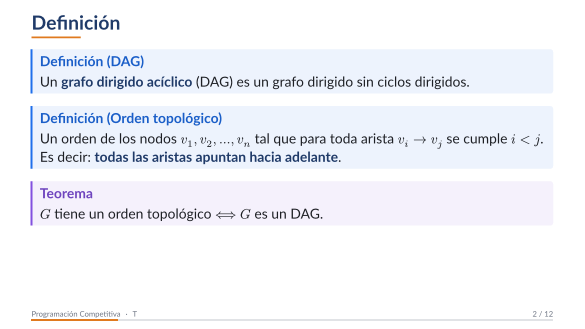 Definición
Definición (DAG)
Un grafo dirigido acíclico (DAG) es un grafo dirigido sin ciclos dirigidos.
Definición (Orden topológico)
Un orden de los nodos v₁, v₂, ..., vₙ tal que para toda arista vᵢ → vⱼ se cumple i < j.
Es decir: todas las aristas apuntan hacia adelante.
Teorema
G tiene un orden topológico ⟺ G es un DAG.
Programación Competitiva · T
2 / 12